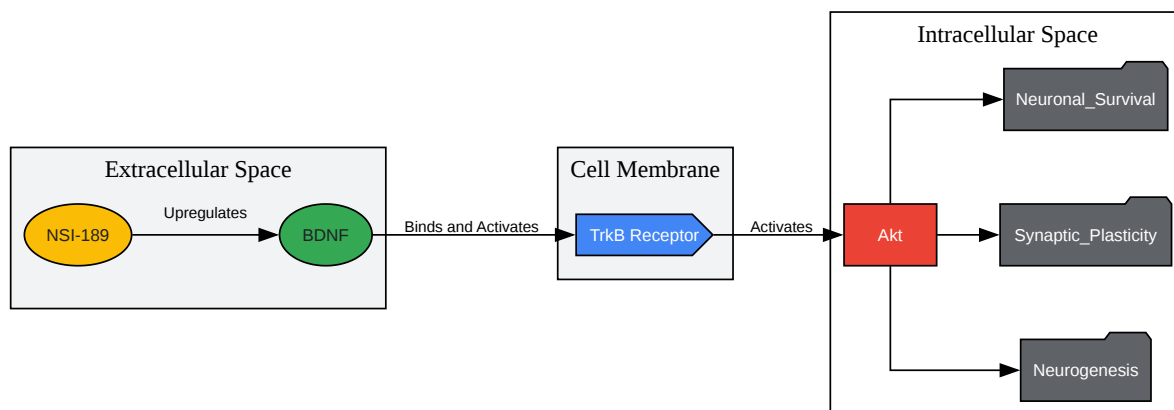 Extracellular Space
NSI-189
Upregulates
BDNF
Binds and Activates
Cell Membrane
TrkB Receptor
Activates
Intracellular Space
Akt
Neuronal_Survival
Synaptic_Plasticity
Neurogenesis